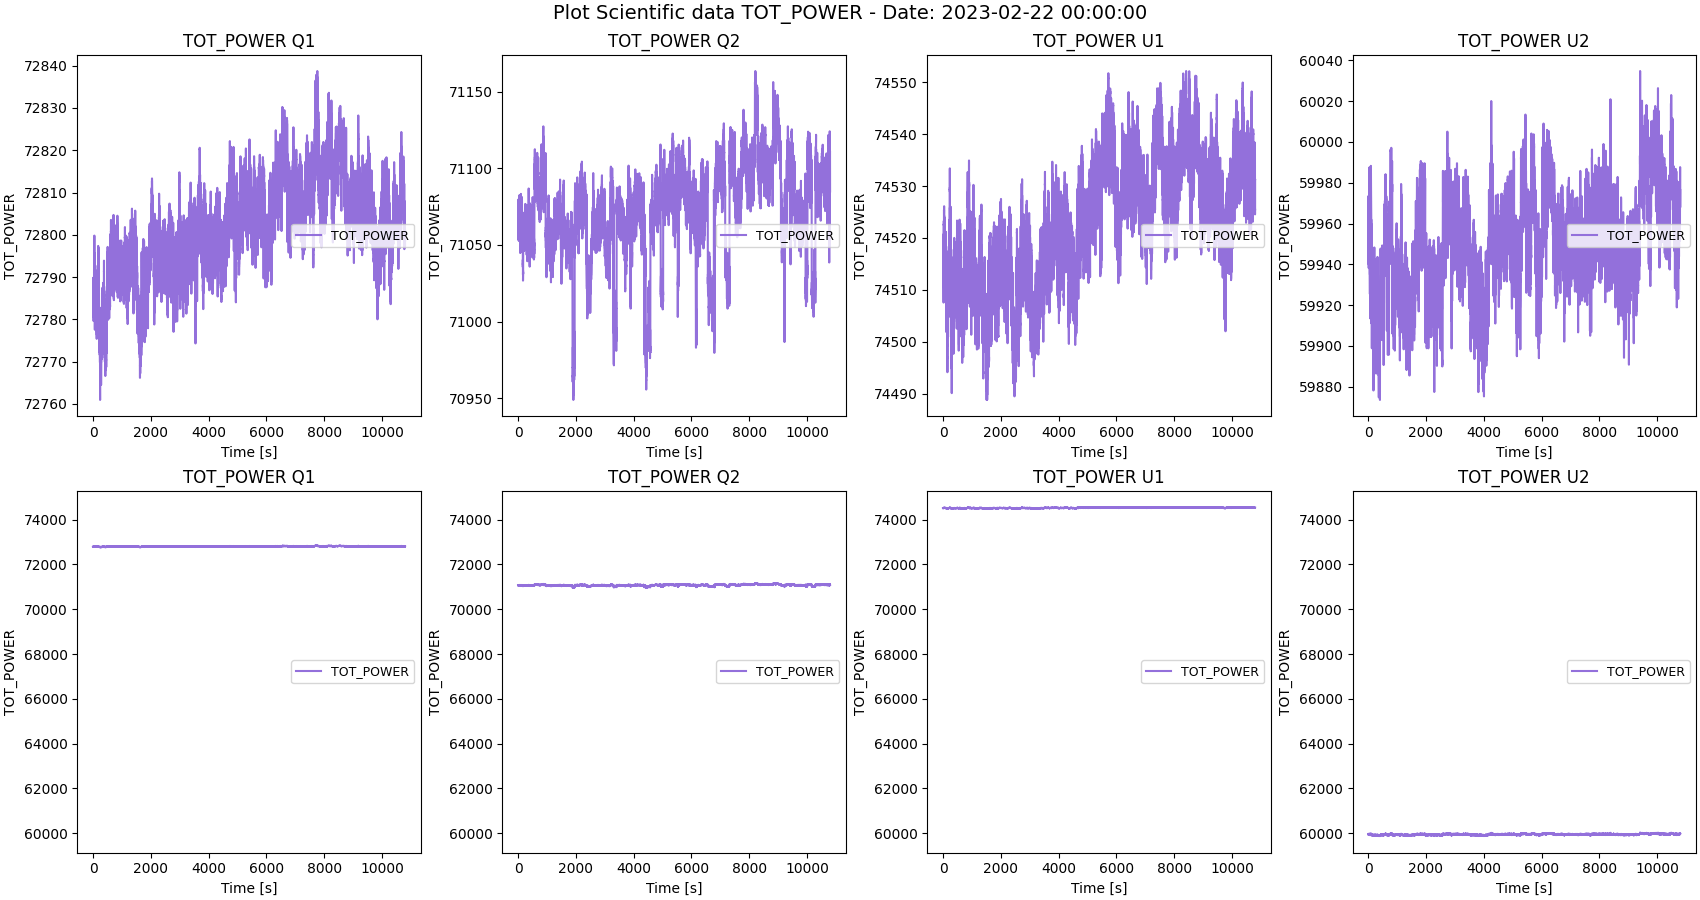 Plot Scientific data TOT_POWER - Date: 2023-02-22 00:00:00
TOT_POWER Q1
TOT_POWER
72840
72830
72820
72810
72800
72790
72780
72770
72760
TOT_POWER
0 2000 4000 6000 8000 10000
Time [s]
TOT_POWER Q2
TOT_POWER
71150
71100
71050
71000
70950
TOT_POWER
0 2000 4000 6000 8000 10000
Time [s]
TOT_POWER U1
TOT_POWER
74550
74540
74530
74520
74510
74500
74490
TOT_POWER
0 2000 4000 6000 8000 10000
Time [s]
TOT_POWER U2
TOT_POWER
60040
60020
60000
59980
59960
59940
59920
59900
59880
TOT_POWER
0 2000 4000 6000 8000 10000
Time [s]
TOT_POWER Q1
TOT_POWER
74000
72000
70000
68000
66000
64000
62000
60000
TOT_POWER
0 2000 4000 6000 8000 10000
Time [s]
TOT_POWER Q2
TOT_POWER
74000
72000
70000
68000
66000
64000
62000
60000
TOT_POWER
0 2000 4000 6000 8000 10000
Time [s]
TOT_POWER U1
TOT_POWER
74000
72000
70000
68000
66000
64000
62000
60000
TOT_POWER
0 2000 4000 6000 8000 10000
Time [s]
TOT_POWER U2
TOT_POWER
74000
72000
70000
68000
66000
64000
62000
60000
TOT_POWER
0 2000 4000 6000 8000 10000
Time [s]